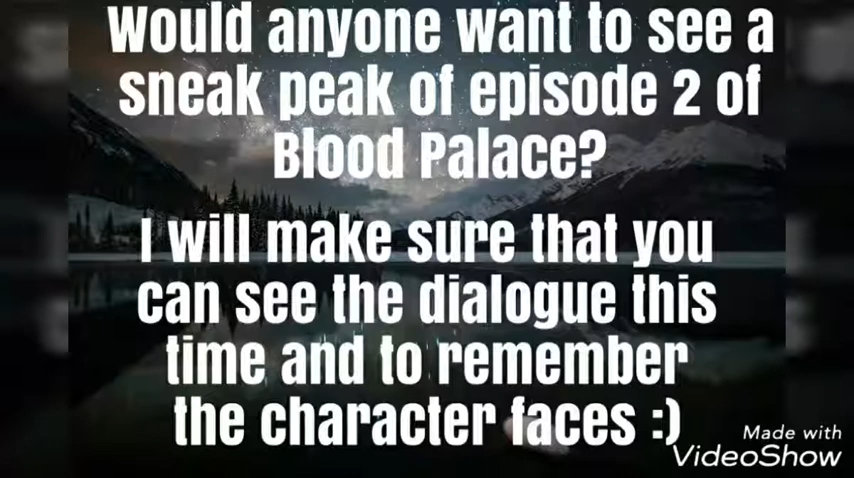 Would anyone want to see a
sneak peak of episode 2 of
Blood Palace?
I will make sure that you
can see the dialogue this
time and to remember
the character faces :)
Made with
VideoShow